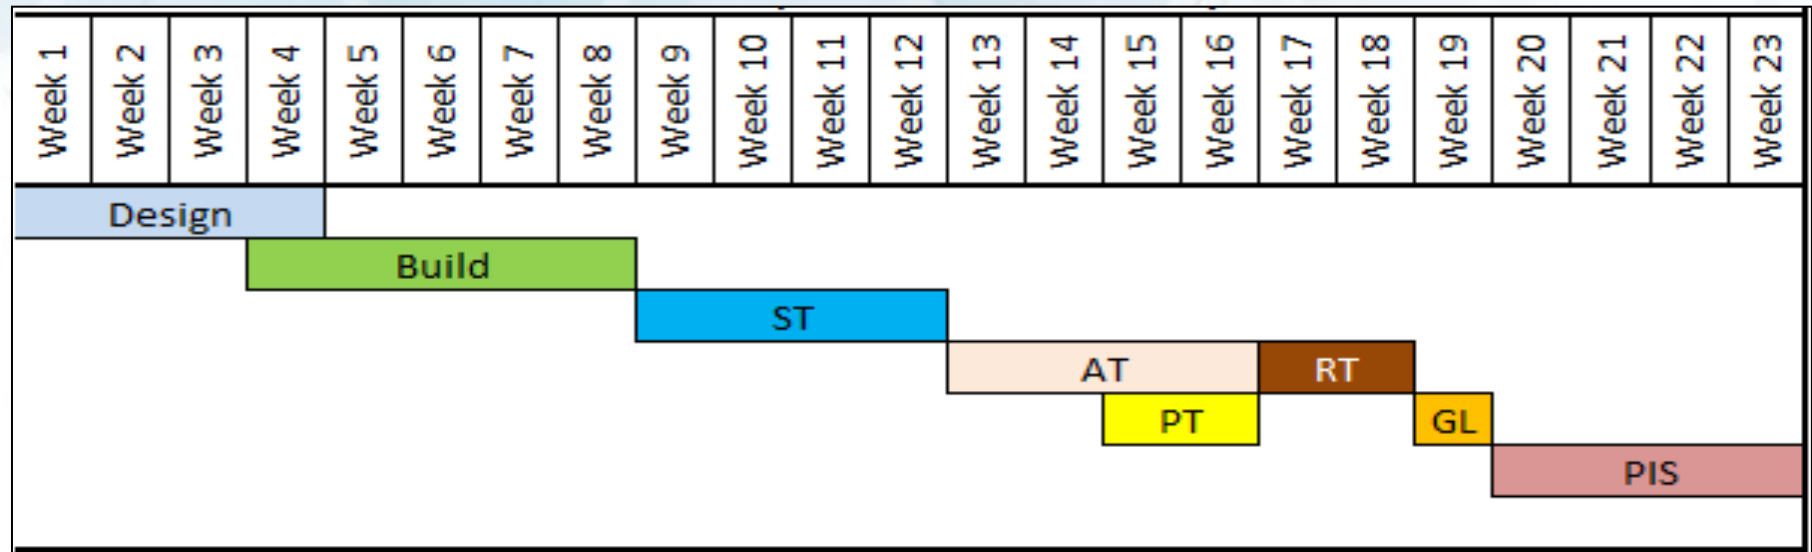 Week 1
Week 2
Week 3
Week 4
Week 5
Week 6
Week 7
Week 8
Week 9
Week 10
Week 11
Week 12
Week 13
Week 14
Week 15
Week 16
Week 17
Week 18
Week 19
Week 20
Week 21
Week 22
Week 23
Design
Build
ST
AT
RT
PT
GL
PIS